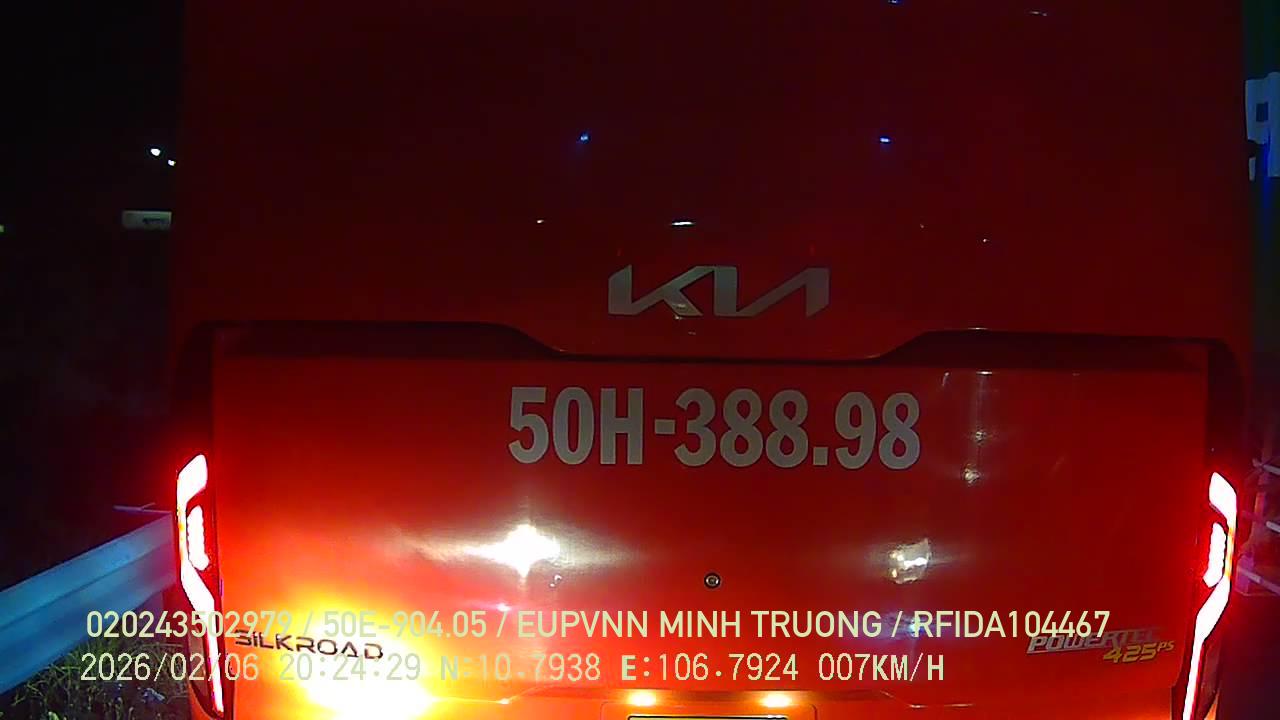 KIA
50H-388.98
020243502979 / 50E-904.05 / EUPVNN MINH TRUONG / RFIDA104467
SILKROAD
POWERTEC
425PS
2026/02/06 20:24:29 N:10.7938 E:106.7924 007KM/H